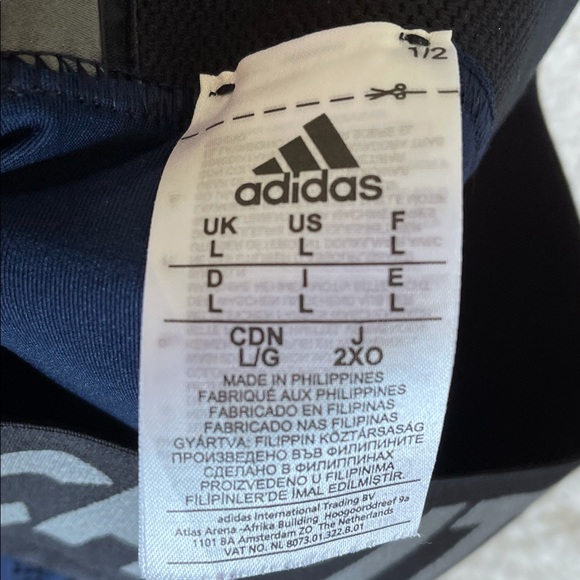 1/2
adidas
UK US F
L L L
D I E
L L L
CDN J
L/G 2XO
MADE IN PHILIPPINES
FABRIQUÉ AUX PHILIPPINES
FABRICADO EN FILIPINAS
FABRICADO NAS FILIPINAS
GYÁRTVA: FILIPPIN KÖZTÁRSASÁG
ПРОИЗВЕДЕНО ВЪВ ФИЛИПИНИТЕ
СДЕЛАНО В ФИЛИППИНАХ
PROIZVEDENO U FILIPINIMA
FİLİPİNLER'DE İMAL EDİLMİŞTİR.
adidas International Trading BV
Atlas Arena -Afrika Building Hoogoorddreef 9a
1101 BA Amsterdam ZO The Netherlands
VAT NO. NL 8073.01.322.B.01